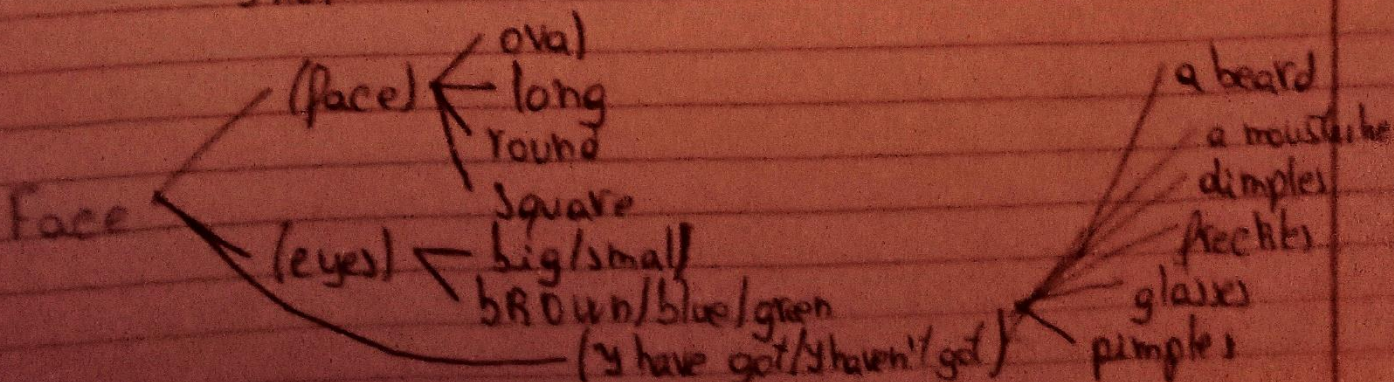 oval
(face) long
round
square
Face
(eyes) big/small
bROwn/blue/green
(y have got/y haven't got)
a beard
a moustache
dimples
freckles
glasses
pimples